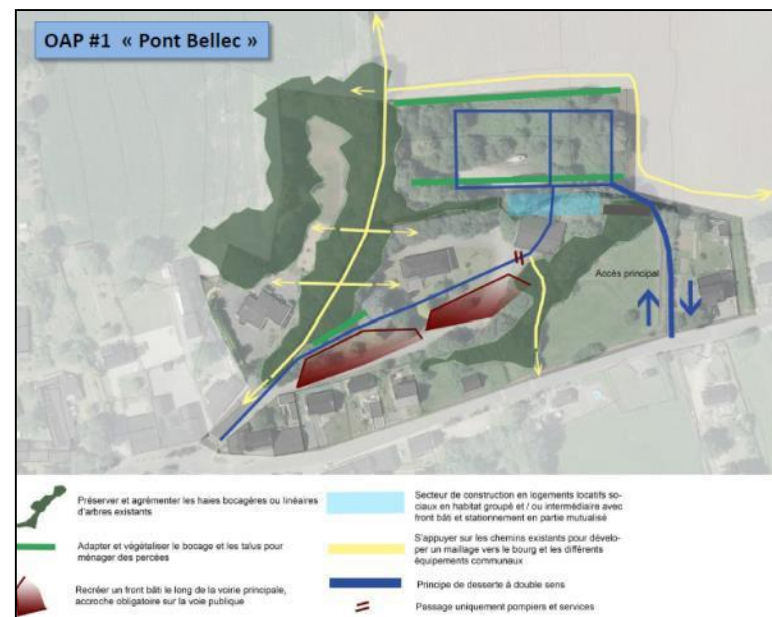 OAP #1 « Pont Bellec »
Accès principal
Préserver et agrémenter les haies bocagères ou linéaires
d'arbres existants
Adapter et végétaliser le bocage et les talus pour
ménager des percées
Recréer un front bâti le long de la voirie principale,
accroche obligatoire sur la voie publique
Secteur de construction en logements locatifs so-
ciaux en habitat groupé et / ou intermédiaire avec
front bâti et stationnement en partie mutualisé
S'appuyer sur les chemins existants pour dévelo-
per un maillage vers le bourg et les différents
équipements communaux
Principe de desserte à double sens
Passage uniquement pompiers et services